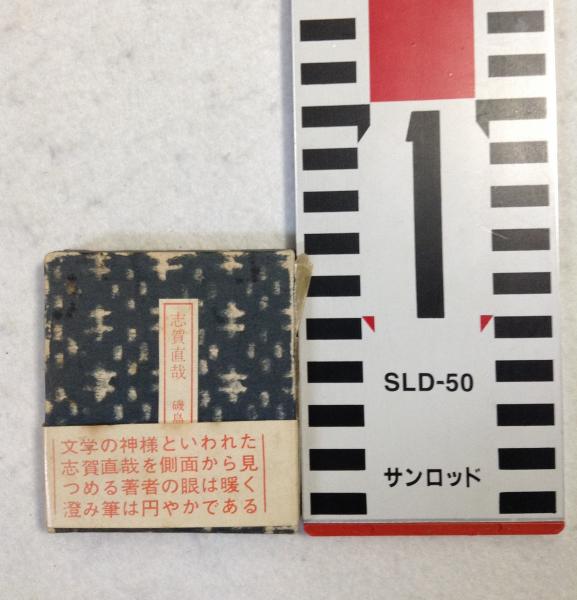 志賀直哉
磯
文学の神様といわれた
志賀直哉を側面から見
つめる著者の眼は暖く
澄み筆は円やかである
1
SLD-50
サンロッド